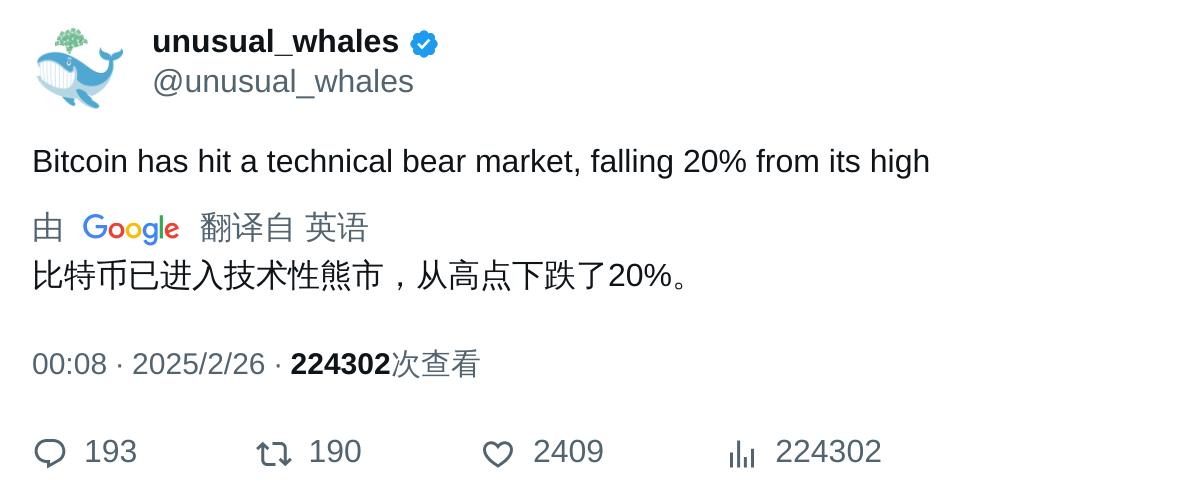 unusual_whales
@unusual_whales
Bitcoin has hit a technical bear market, falling 20% from its high
由 Google 翻译自 英语
比特币已进入技术性熊市，从高点下跌了20%。
00:08 · 2025/2/26 · 224302次查看
193 190 2409 224302